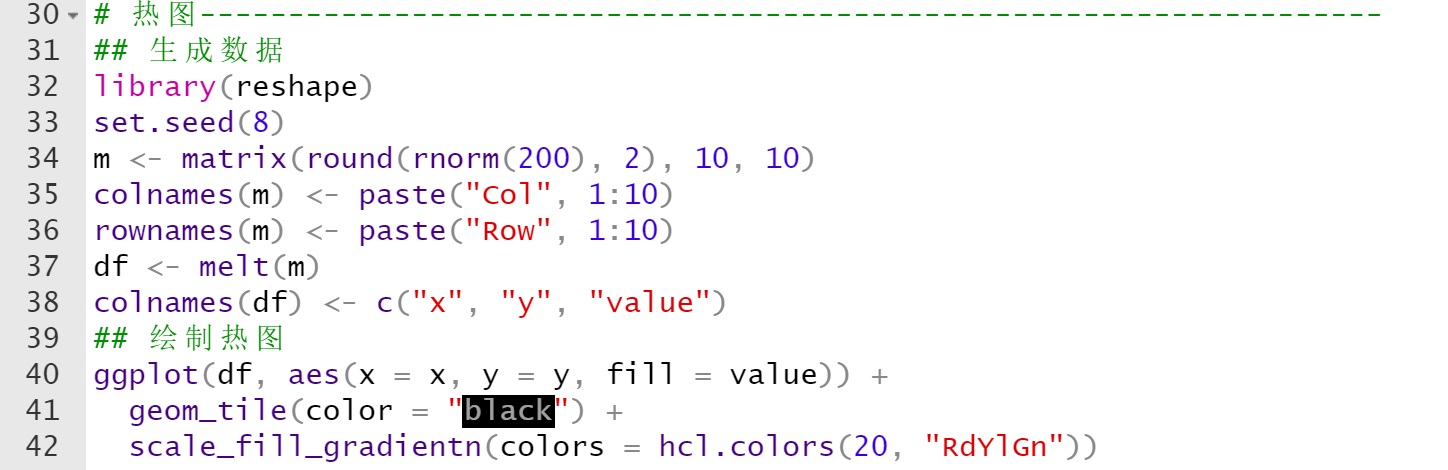 30 # 热图------------------------------------------------------------------
31 ## 生成数据
32 library(reshape)
33 set.seed(8)
34 m <- matrix(round(rnorm(200), 2), 10, 10)
35 colnames(m) <- paste("Col", 1:10)
36 rownames(m) <- paste("Row", 1:10)
37 df <- melt(m)
38 colnames(df) <- c("x", "y", "value")
39 ## 绘制热图
40 ggplot(df, aes(x = x, y = y, fill = value)) +
41   geom_tile(color = "black") +
42   scale_fill_gradientn(colors = hcl.colors(20, "RdYlGn"))